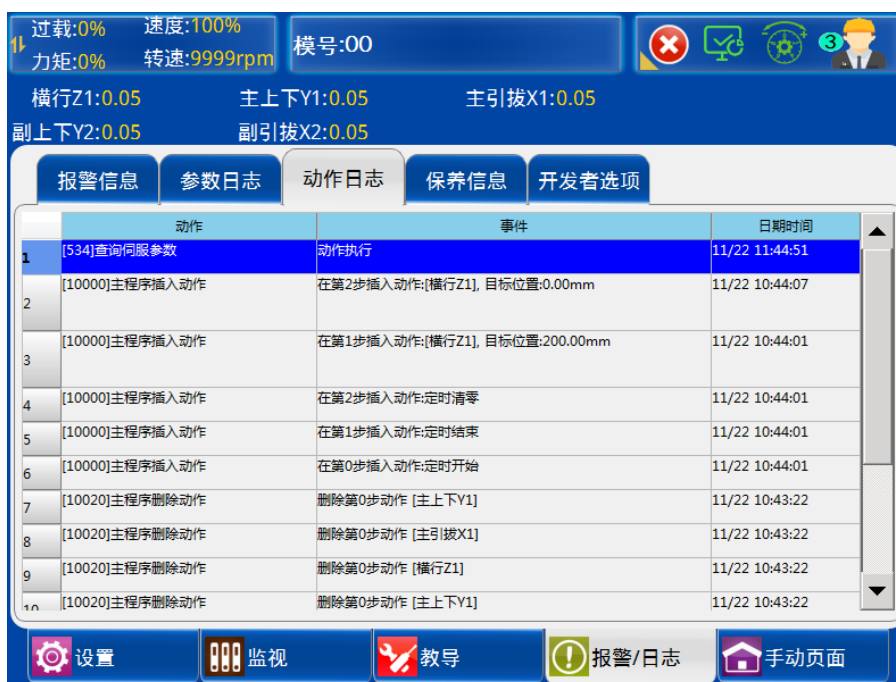 过载:0% 速度:100%
力矩:0% 转速:9999rpm
模号:00
3
横行Z1:0.05 主上下Y1:0.05 主引拔X1:0.05
副上下Y2:0.05 副引拔X2:0.05
报警信息 参数日志 动作日志 保养信息 开发者选项
动作 事件 日期时间
1 [534]查询伺服参数 动作执行 11/22 11:44:51
2 [10000]主程序插入动作 在第2步插入动作:[横行Z1], 目标位置:0.00mm 11/22 10:44:07
3 [10000]主程序插入动作 在第1步插入动作:[横行Z1], 目标位置:200.00mm 11/22 10:44:01
4 [10000]主程序插入动作 在第2步插入动作:定时清零 11/22 10:44:01
5 [10000]主程序插入动作 在第1步插入动作:定时结束 11/22 10:44:01
6 [10000]主程序插入动作 在第0步插入动作:定时开始 11/22 10:44:01
7 [10020]主程序删除动作 删除第0步动作 [主上下Y1] 11/22 10:43:22
8 [10020]主程序删除动作 删除第0步动作 [主引拔X1] 11/22 10:43:22
9 [10020]主程序删除动作 删除第0步动作 [横行Z1] 11/22 10:43:22
10 [10020]主程序删除动作 删除第0步动作 [主上下Y1] 11/22 10:43:22
设置 监视 教导 报警/日志 手动页面